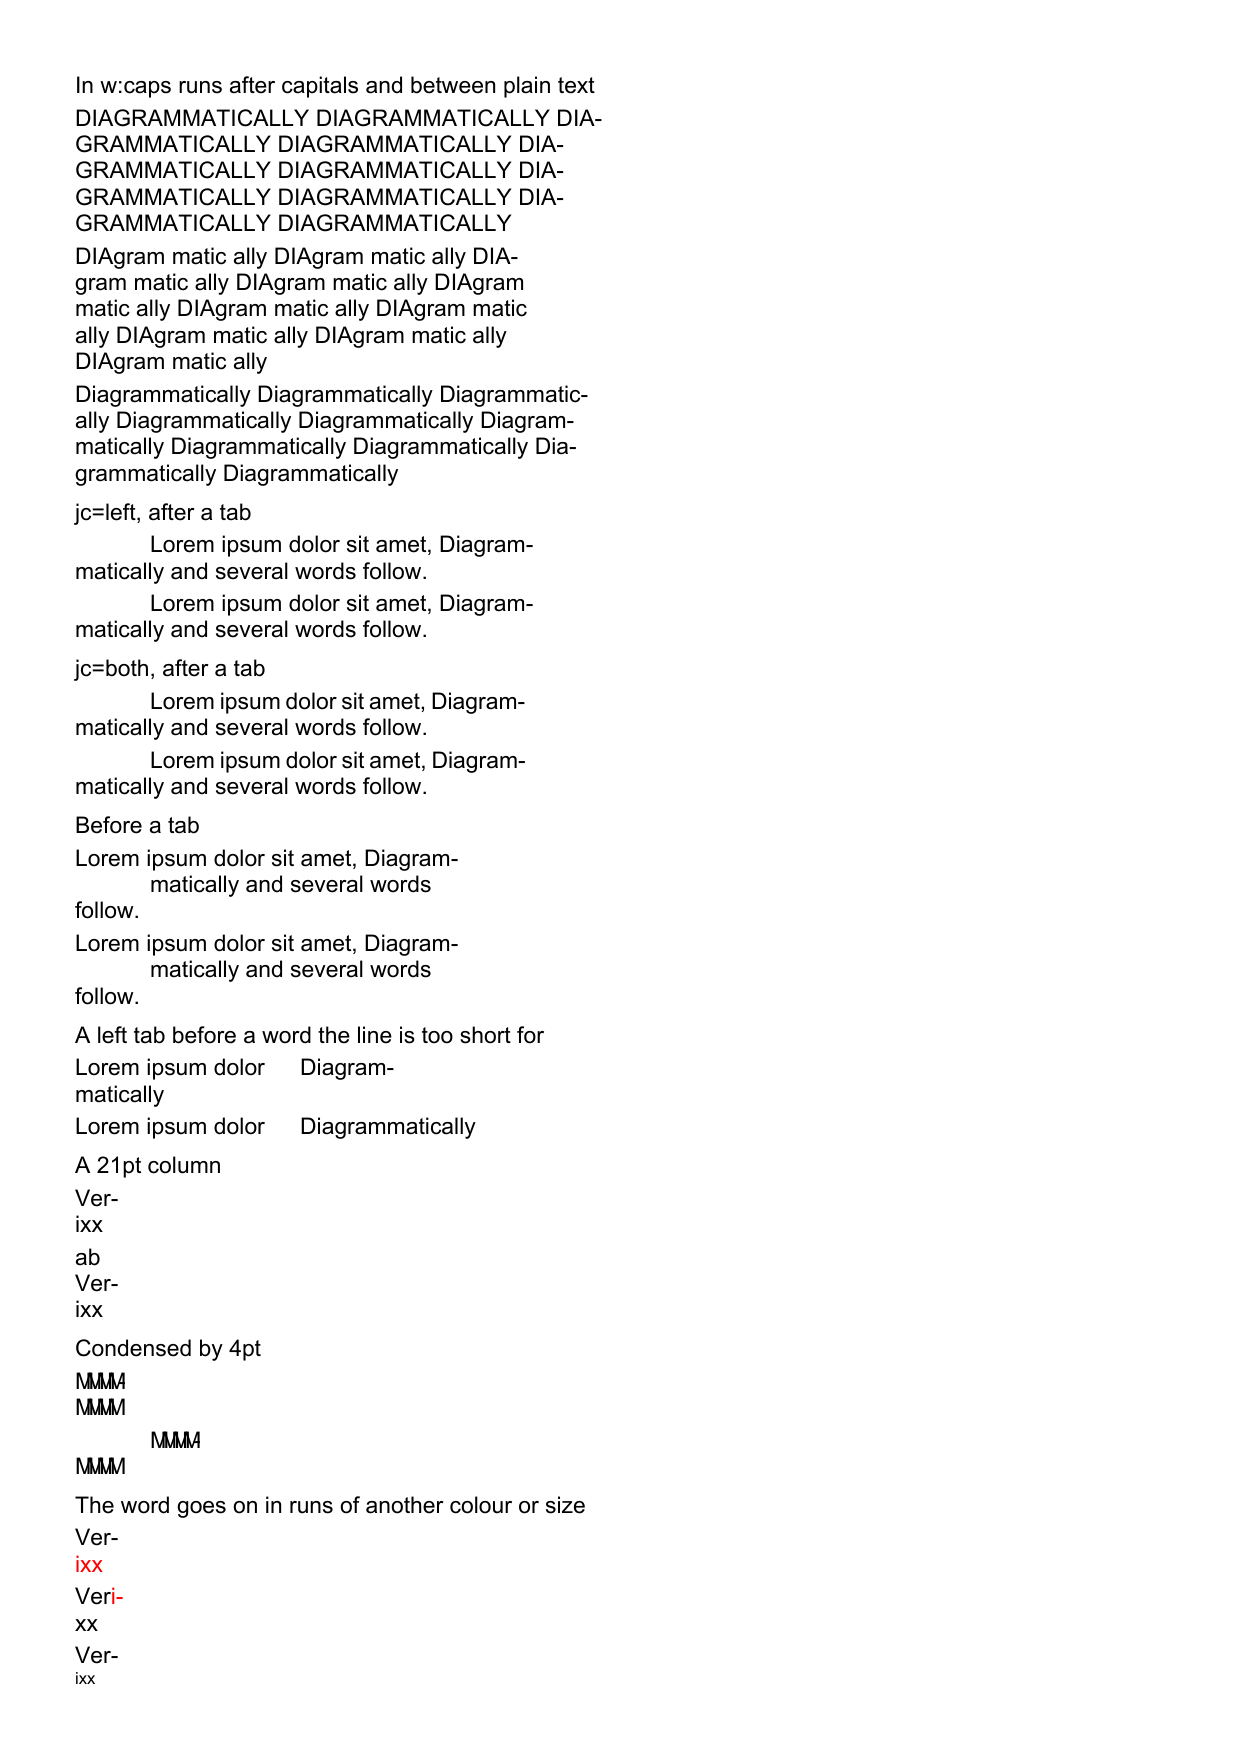 In w:caps runs after capitals and between plain text
DIAGRAMMATICALLY DIAGRAMMATICALLY DIA-
GRAMMATICALLY DIAGRAMMATICALLY DIA-
GRAMMATICALLY DIAGRAMMATICALLY DIA-
GRAMMATICALLY DIAGRAMMATICALLY DIA-
GRAMMATICALLY DIAGRAMMATICALLY
DIAgram matic ally DIAgram matic ally DIA-
gram matic ally DIAgram matic ally DIAgram
matic ally DIAgram matic ally DIAgram matic
ally DIAgram matic ally DIAgram matic ally
DIAgram matic ally
Diagrammatically Diagrammatically Diagrammatic-
ally Diagrammatically Diagrammatically Diagram-
matically Diagrammatically Diagrammatically Dia-
grammatically Diagrammatically
jc=left, after a tab
Lorem ipsum dolor sit amet, Diagram-
matically and several words follow.
Lorem ipsum dolor sit amet, Diagram-
matically and several words follow.
jc=both, after a tab
Lorem ipsum dolor sit amet, Diagram-
matically and several words follow.
Lorem ipsum dolor sit amet, Diagram-
matically and several words follow.
Before a tab
Lorem ipsum dolor sit amet, Diagram-
matically and several words
follow.
Lorem ipsum dolor sit amet, Diagram-
matically and several words
follow.
A left tab before a word the line is too short for
Lorem ipsum dolor Diagram-
matically
Lorem ipsum dolor Diagrammatically
A 21pt column
Ver-
ixx
ab
Ver-
ixx
Condensed by 4pt
MMMM-
MMMM
MMMM-
MMMM
The word goes on in runs of another colour or size
Ver-
ixx
Veri-
xx
Ver-
ixx